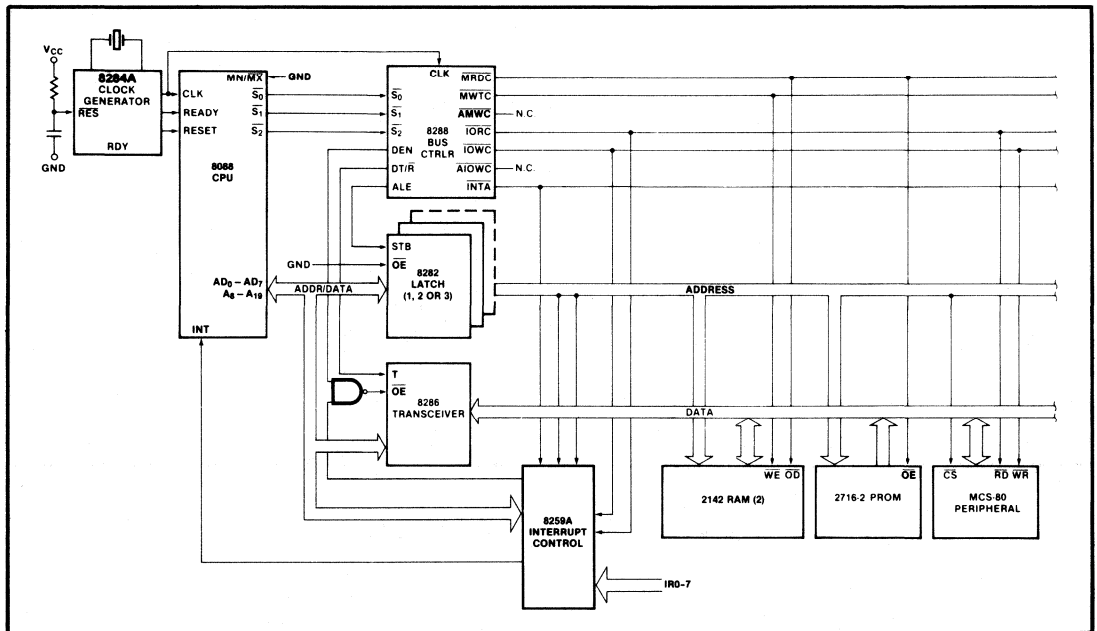 VCC
8284A
CLOCK
GENERATOR
RES
RDY
GND
MN/MX
GND
CLK
READY
RESET
S0
S1
S2
8088
CPU
AD0 – AD7
A8 – A19
INT
CLK
S0
S1
S2
DEN
DT/R
ALE
8288
BUS
CTRLR
MRDC
MWTC
AMWC
N.C.
IORC
IOWC
AIOWC
N.C.
INTA
STB
OE
GND
8282
LATCH
(1, 2 OR 3)
ADDR/DATA
ADDRESS
T
OE
8286
TRANSCEIVER
DATA
8259A
INTERRUPT
CONTROL
IR0-7
WE OD
2142 RAM (2)
OE
2716-2 PROM
CS RD WR
MCS-80
PERIPHERAL